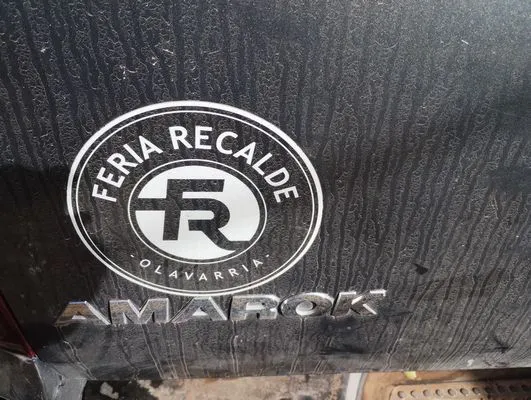 FERIA RECALDE
FR
- OLAVARRIA -
AMAROK